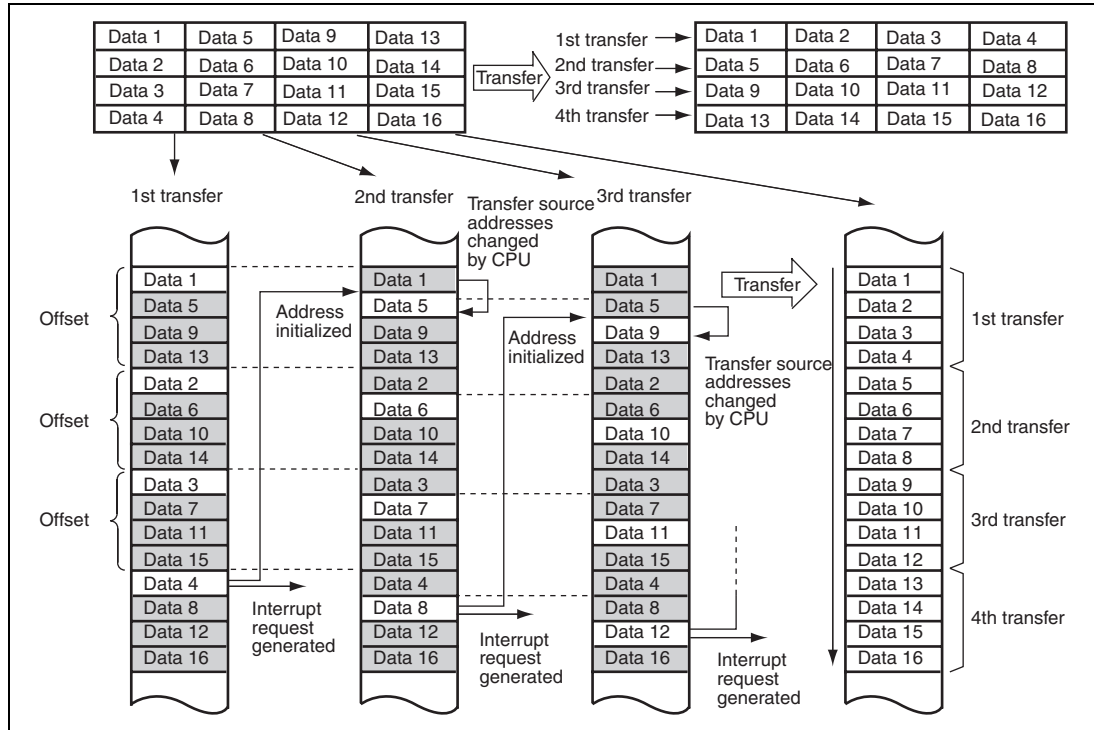 Data 1 Data 5 Data 9 Data 13
Data 2 Data 6 Data 10 Data 14
Data 3 Data 7 Data 11 Data 15
Data 4 Data 8 Data 12 Data 16
Transfer
1st transfer
2nd transfer
3rd transfer
4th transfer
Data 1 Data 2 Data 3 Data 4
Data 5 Data 6 Data 7 Data 8
Data 9 Data 10 Data 11 Data 12
Data 13 Data 14 Data 15 Data 16
1st transfer
Offset
Offset
Offset
Data 1
Data 5
Data 9
Data 13
Data 2
Data 6
Data 10
Data 14
Data 3
Data 7
Data 11
Data 15
Data 4
Data 8
Data 12
Data 16
Address
initialized
Interrupt
request
generated
2nd transfer
Transfer source
addresses
changed
by CPU
Data 1
Data 5
Data 9
Data 13
Data 2
Data 6
Data 10
Data 14
Data 3
Data 7
Data 11
Data 15
Data 4
Data 8
Data 12
Data 16
Address
initialized
Interrupt
request
generated
3rd transfer
Data 1
Data 5
Data 9
Data 13
Data 2
Data 6
Data 10
Data 14
Data 3
Data 7
Data 11
Data 15
Data 4
Data 8
Data 12
Data 16
Transfer
Transfer source
addresses
changed
by CPU
Interrupt
request
generated
Data 1
Data 2
Data 3
Data 4
Data 5
Data 6
Data 7
Data 8
Data 9
Data 10
Data 11
Data 12
Data 13
Data 14
Data 15
Data 16
1st transfer
2nd transfer
3rd transfer
4th transfer